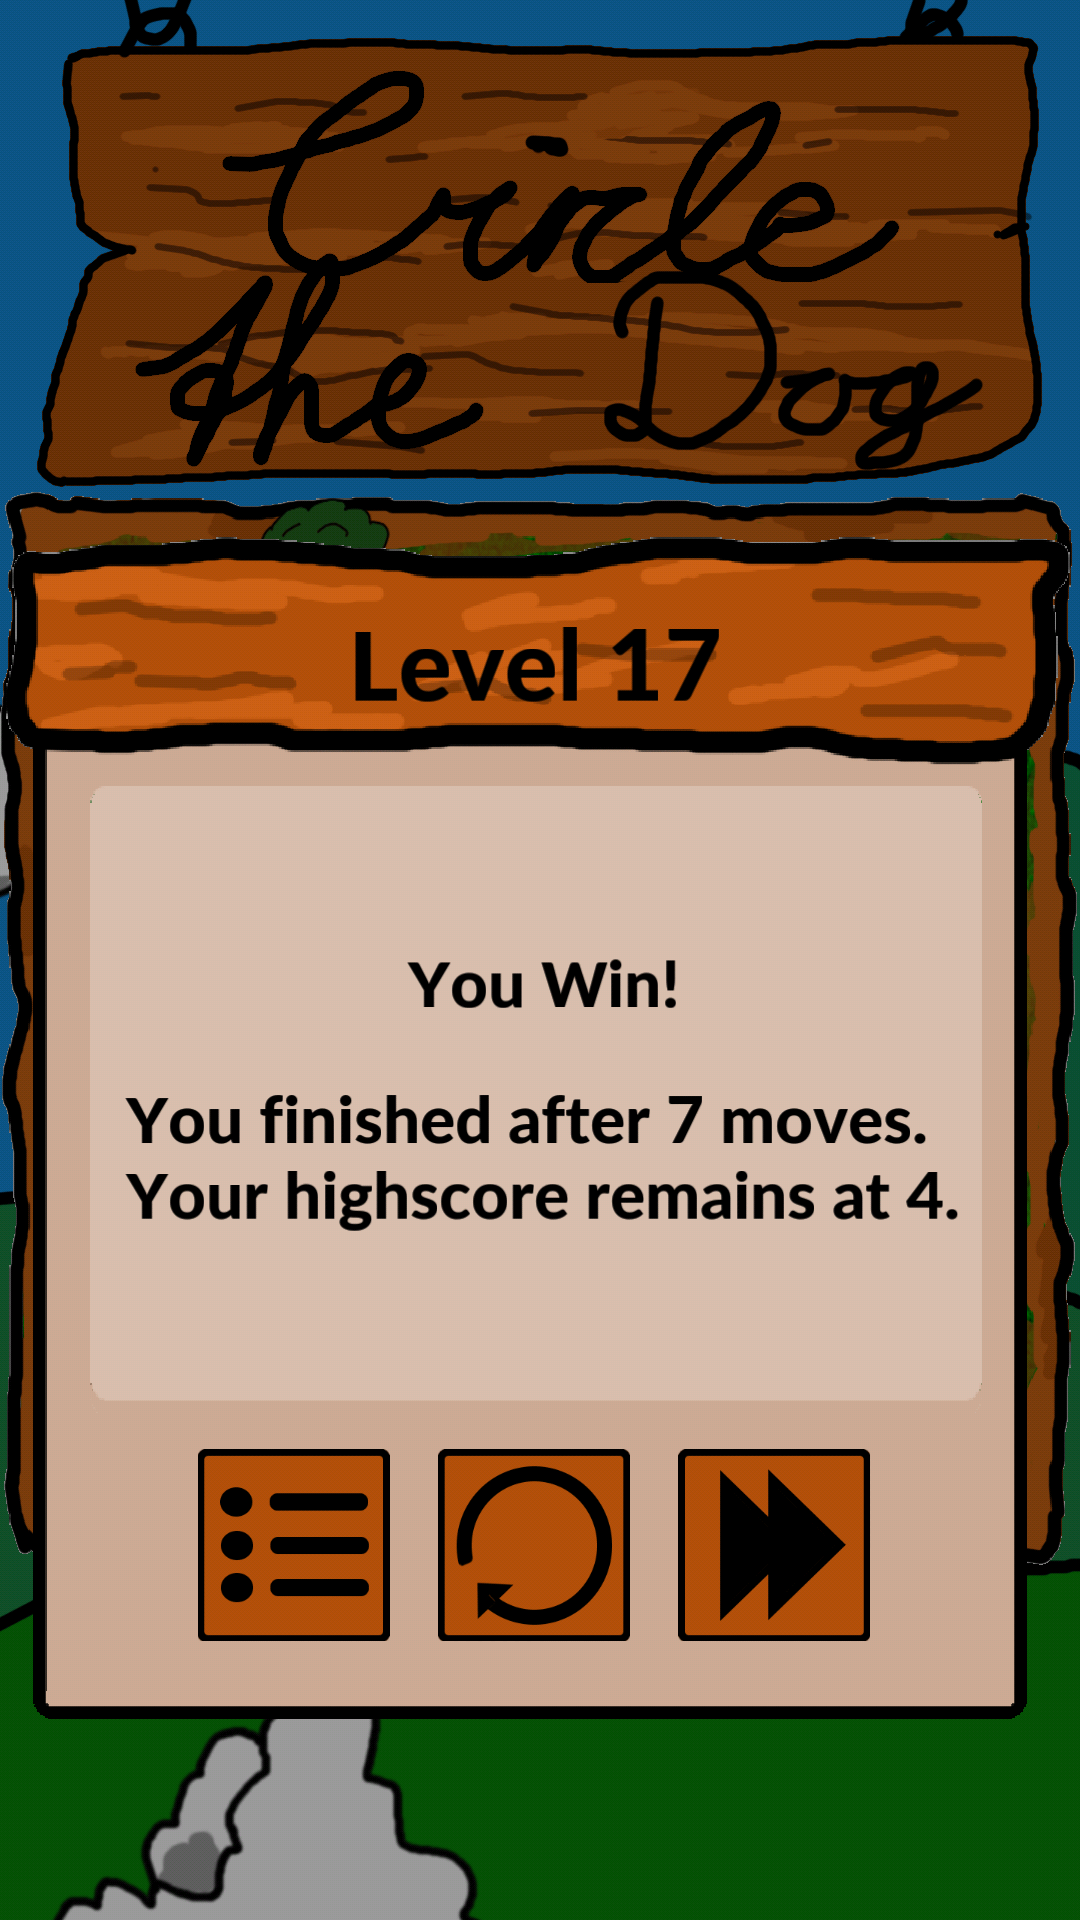 Circle
the Dog
Level 17
You Win!
You finished after 7 moves.
Your highscore remains at 4.